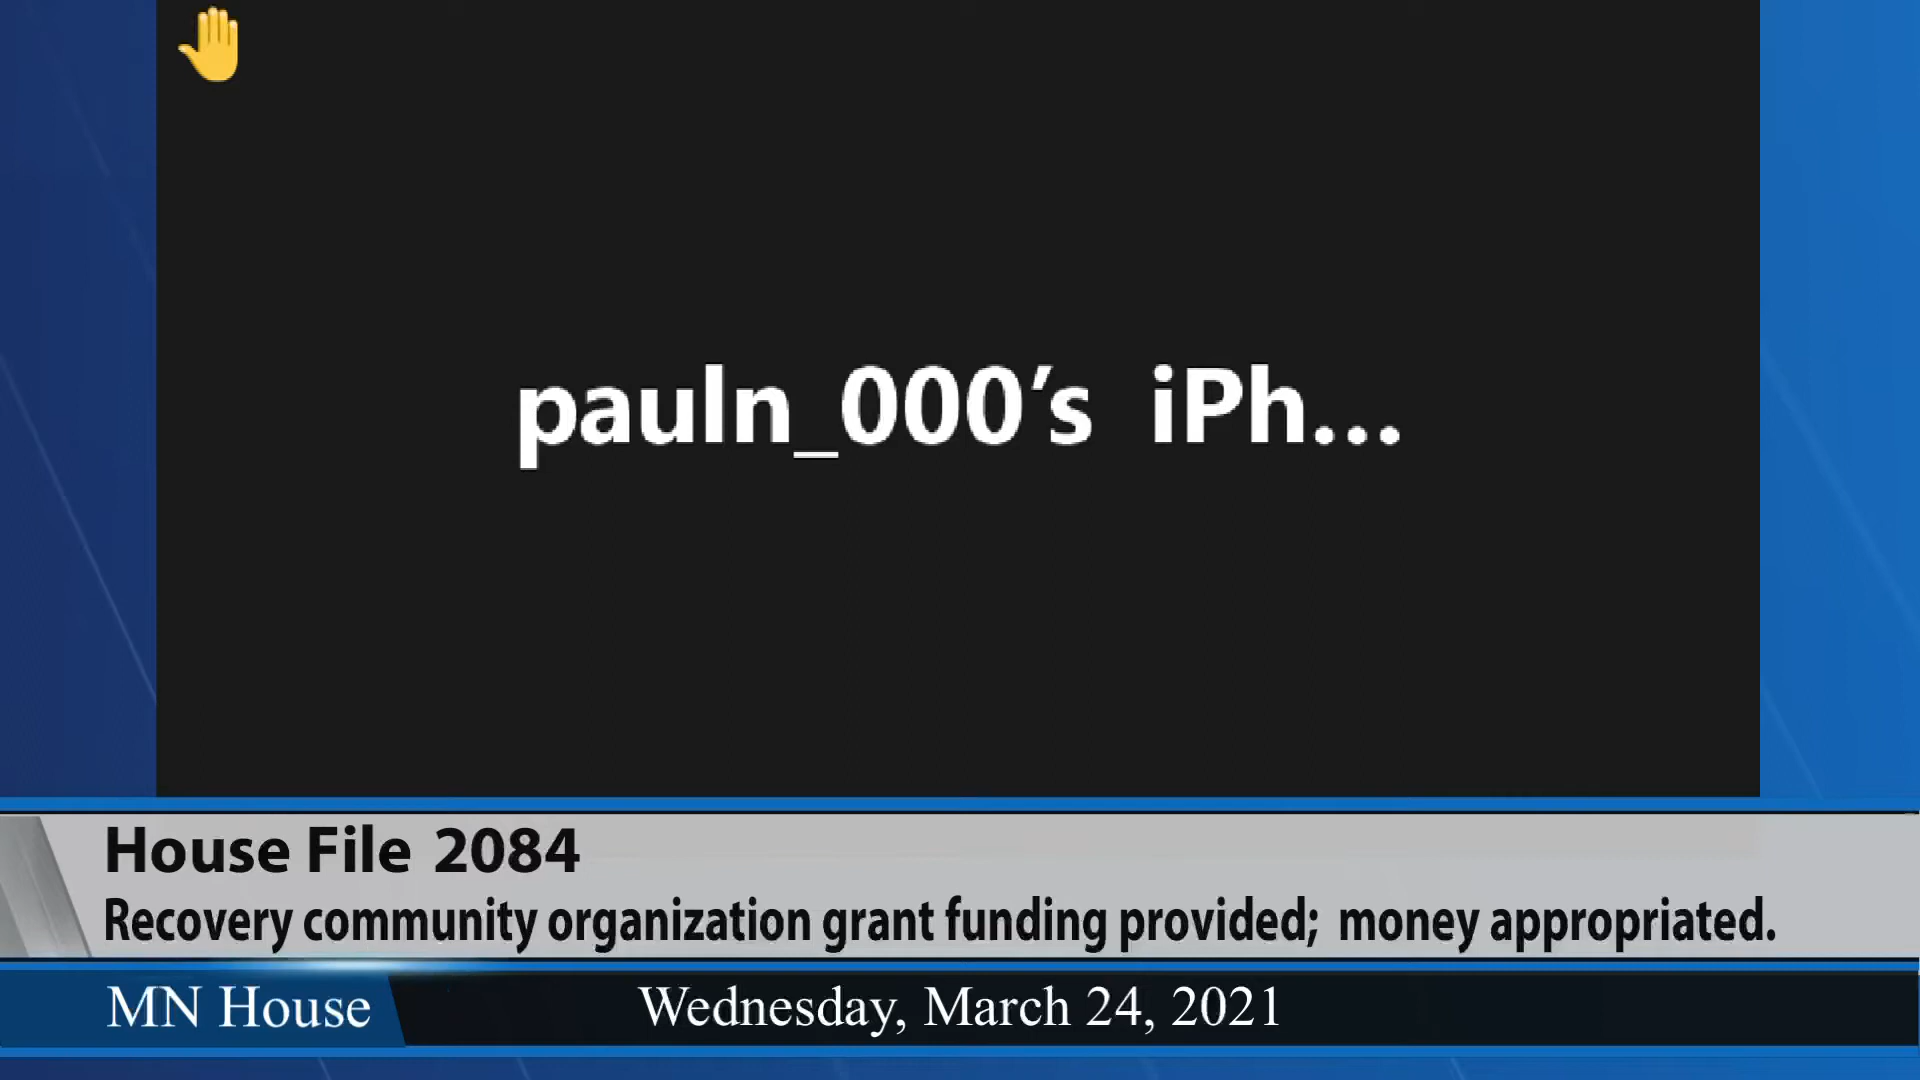 pauln_000’s iPh...
House File 2084
Recovery community organization grant funding provided; money appropriated.
MN House
Wednesday, March 24, 2021